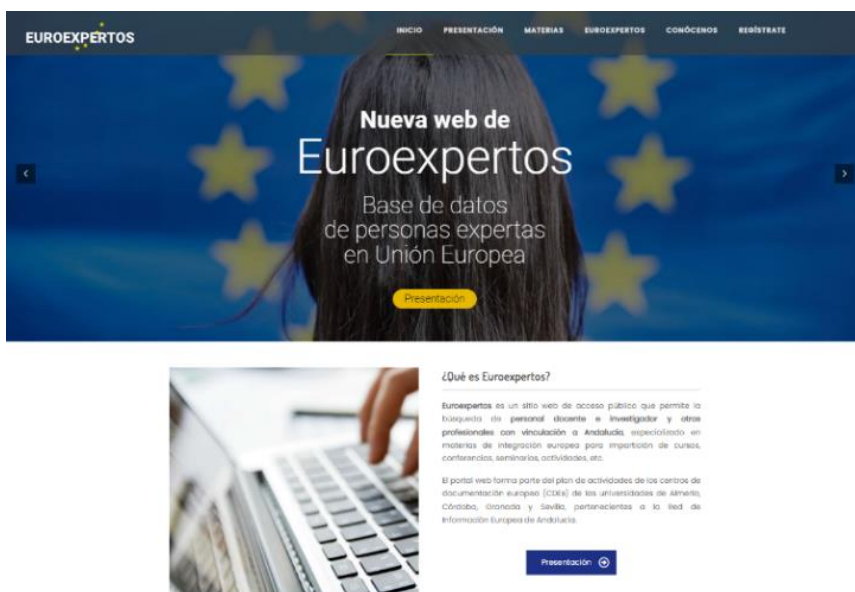 EUROEXPERTOS
INICIO PRESENTACIÓN MATERIAS EUROEXPERTOS CONÓCENOS REGÍSTRATE
Nueva web de
Euroexpertos
Base de datos
de personas expertas
en Unión Europea
Presentación
¿Qué es Euroexpertos?
Euroexpertos es un sitio web de acceso público que permite la
búsqueda de personal docente e investigador y otros
profesionales con vinculación a Andalucía, especializado en
materias de integración europea para impartición de cursos,
conferencias, seminarios, actividades, etc.
El portal web forma parte del plan de actividades de los centros de
documentación europea (CDEs) de las universidades de Almería,
Córdoba, Granada y Sevilla, pertenecientes a la Red de
Información Europea de Andalucía.
Presentación